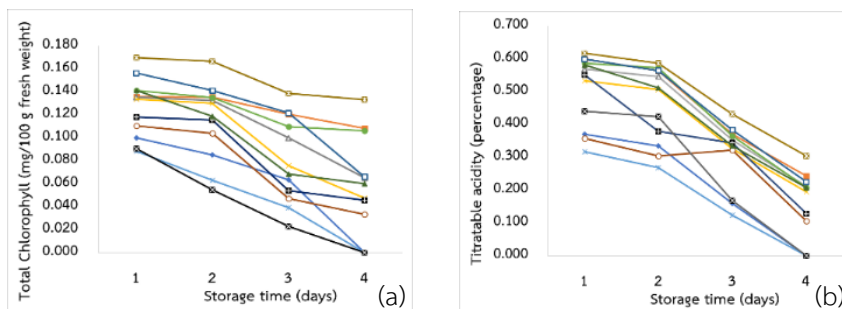 Total Chlorophyll (mg/100 g fresh weight)
0.180
0.160
0.140
0.120
0.100
0.080
0.060
0.040
0.020
0.000
1 2 3 4
Storage time (days)
(a)
Titratable acidity (percentage)
0.700
0.600
0.500
0.400
0.300
0.200
0.100
0.000
1 2 3 4
Storage time (days)
(b)